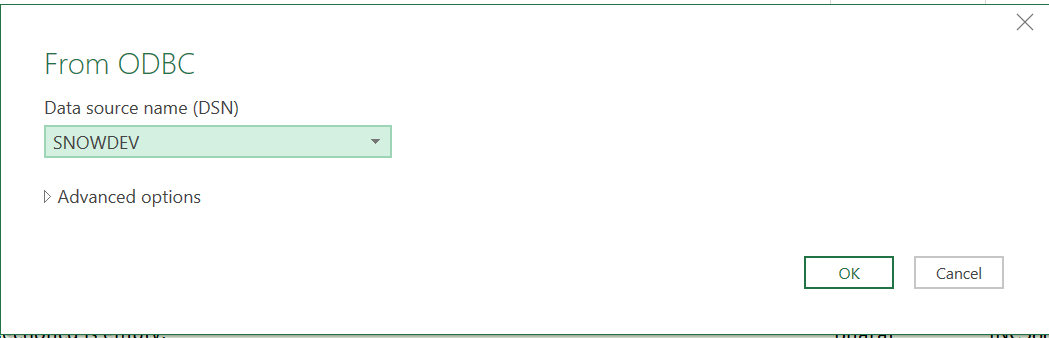 From ODBC
Data source name (DSN)
SNOWDEV
Advanced options
OK
Cancel